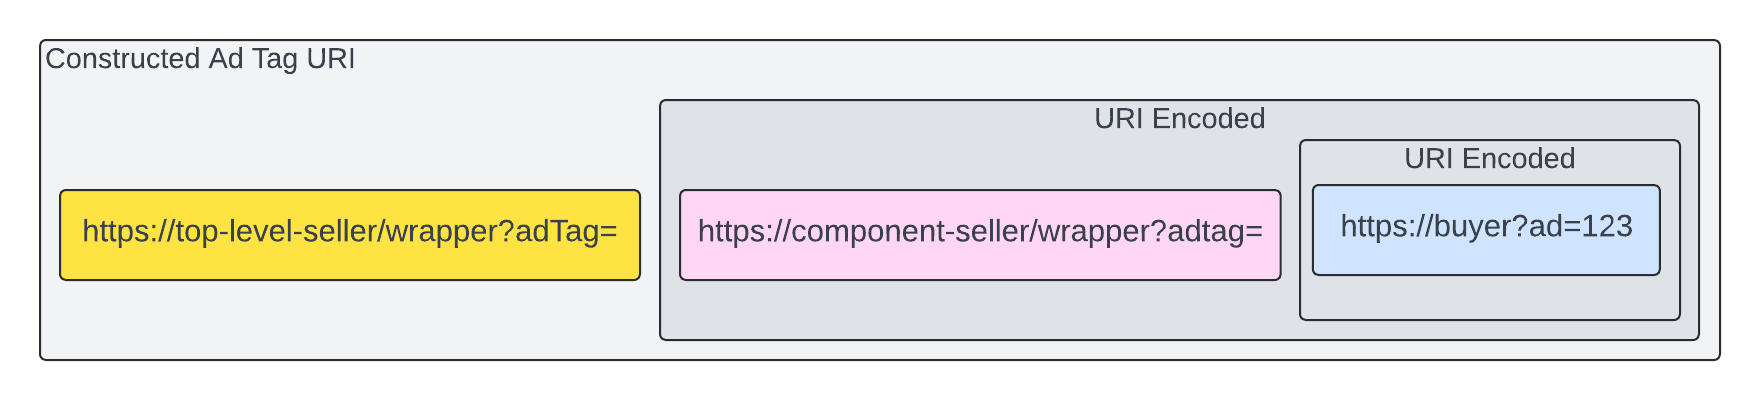 Constructed Ad Tag URI
URI Encoded
URI Encoded
https://top-level-seller/wrapper?adTag=
https://component-seller/wrapper?adtag=
https://buyer?ad=123